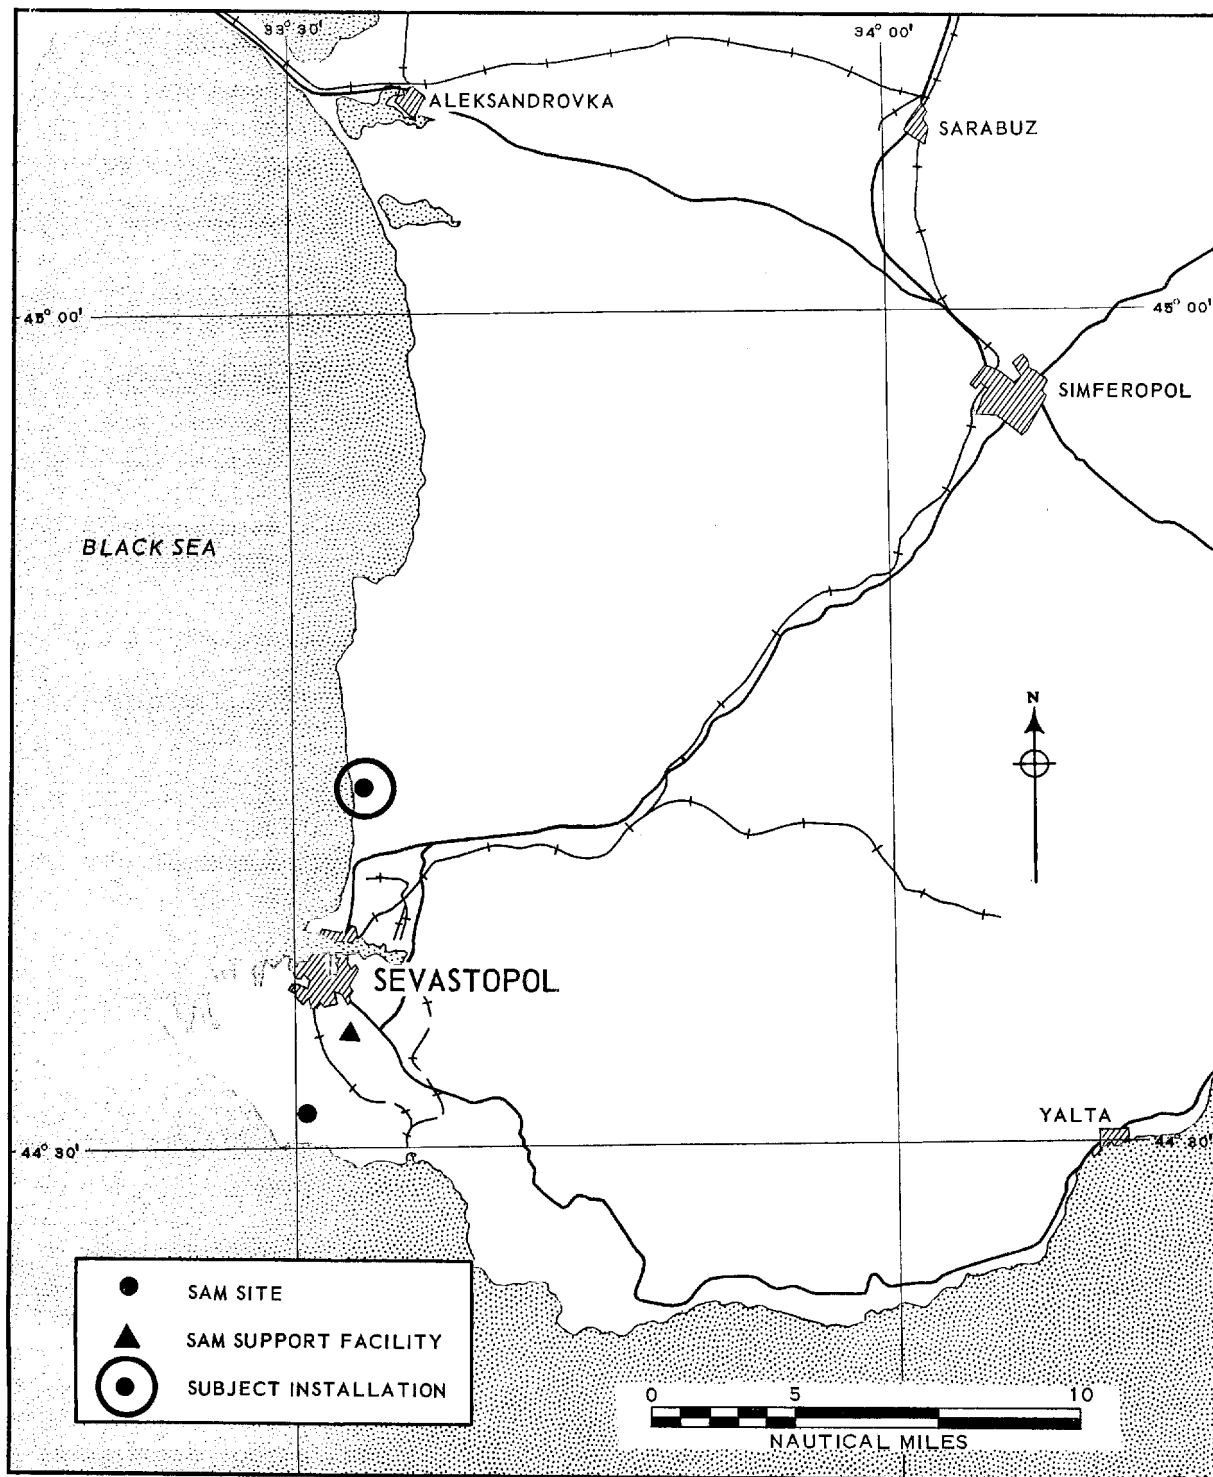 33° 30'
34° 00'
ALEKSANDROVKA
SARABUZ
45° 00'
45° 00'
SIMFEROPOL
BLACK SEA
N
SEVASTOPOL
YALTA
44° 30'
44° 30'
SAM SITE
SAM SUPPORT FACILITY
SUBJECT INSTALLATION
0 5 10
NAUTICAL MILES